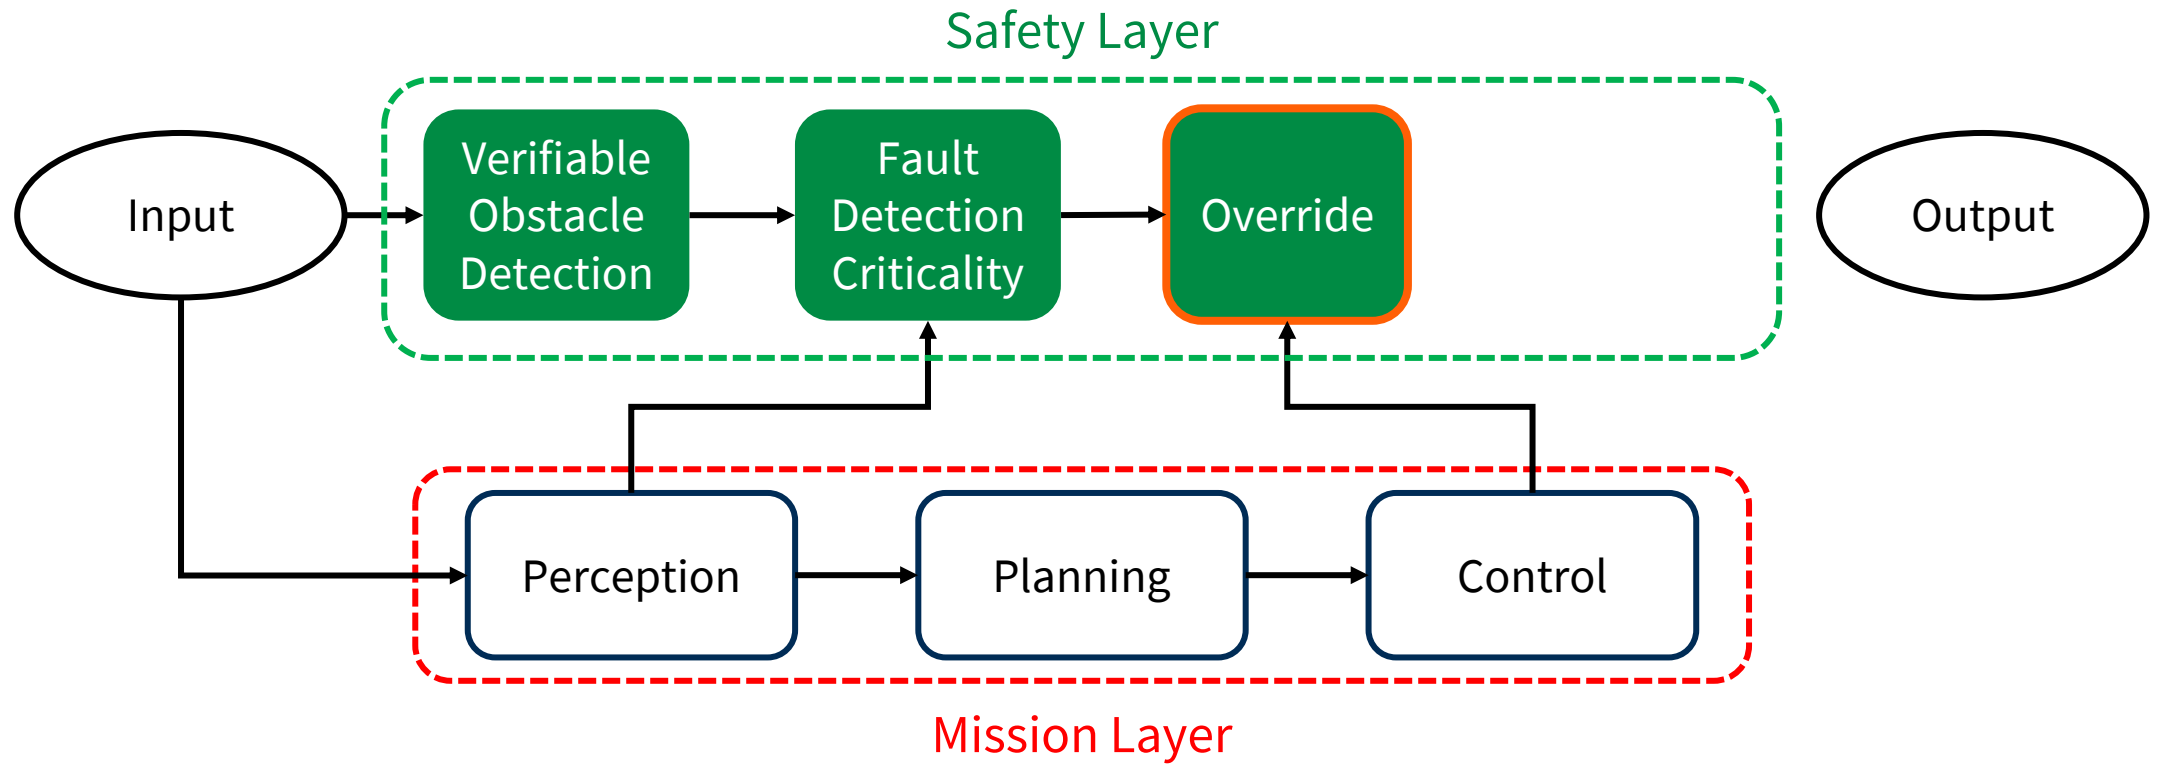 Safety Layer
Input
Verifiable
Obstacle
Detection
Fault
Detection
Criticality
Override
Output
Perception
Planning
Control
Mission Layer